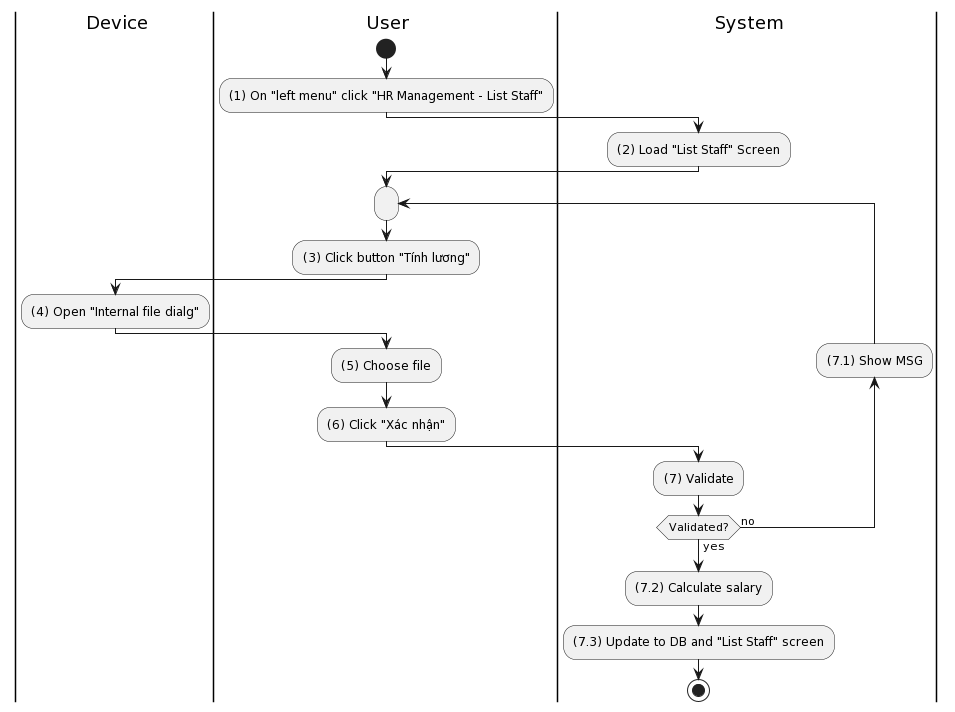 Device
User
System
(1) On "left menu" click "HR Management - List Staff"
(2) Load "List Staff" Screen
(3) Click button "Tính lương"
(4) Open "Internal file dialg"
(5) Choose file
(7.1) Show MSG
(6) Click "Xác nhận"
(7) Validate
Validated?
no
yes
(7.2) Calculate salary
(7.3) Update to DB and "List Staff" screen